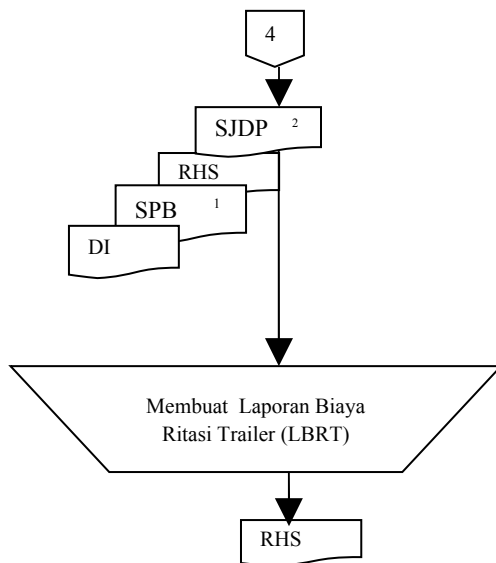 4
SJDP 2
RHS
SPB 1
DI
Membuat Laporan Biaya
Ritasi Trailer (LBRT)
RHS